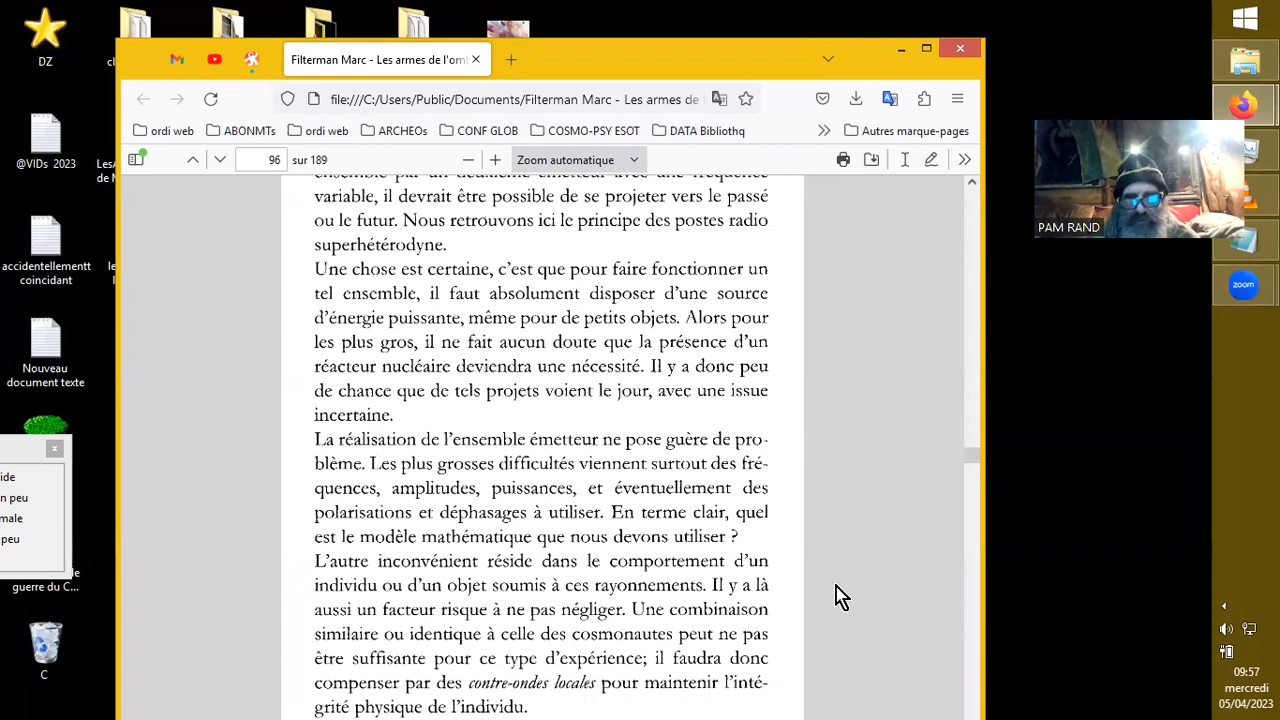 DZ
Filterman Marc - Les armes de l'oml
file:///C:/Users/Public/Documents/Filterman Marc - Les armes de
ordi web
ABONMTs
ordi web
ARCHEOs
CONF GLOB
COSMO-PSY ESOT
DATA Bibliothq
Autres marque-pages
96
sur 189
Zoom automatique
variable, il devrait être possible de se projeter vers le passé
ou le futur. Nous retrouvons ici le principe des postes radio
superhétérodyne.
Une chose est certaine, c'est que pour faire fonctionner un
tel ensemble, il faut absolument disposer d'une source
d'énergie puissante, même pour de petits objets. Alors pour
les plus gros, il ne fait aucun doute que la présence d'un
réacteur nucléaire deviendra une nécessité. Il y a donc peu
de chance que de tels projets voient le jour, avec une issue
incertaine.
La réalisation de l'ensemble émetteur ne pose guère de pro-
blème. Les plus grosses difficultés viennent surtout des fré-
quences, amplitudes, puissances, et éventuellement des
polarisations et déphasages à utiliser. En terme clair, quel
est le modèle mathématique que nous devons utiliser ?
L'autre inconvénient réside dans le comportement d'un
individu ou d'un objet soumis à ces rayonnements. Il y a là
aussi un facteur risque à ne pas négliger. Une combinaison
similaire ou identique à celle des cosmonautes peut ne pas
être suffisante pour ce type d'expérience; il faudra donc
compenser par des contre-ondes locales pour maintenir l'inté-
grité physique de l'individu.
@VIDs 2023
accidentellementt
coincidant
Nouveau
document texte
ide
n peu
male
peu
guerre du C...
C
PAM RAND
zoom
09:57
mercredi
05/04/2023